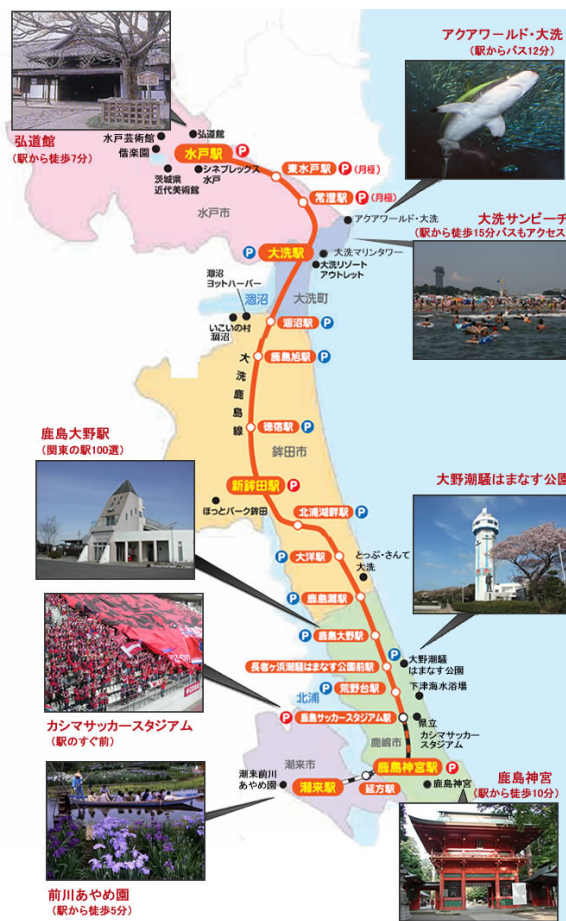 アクアワールド・大洗
(駅からバス12分)
弘道館
(駅から徒歩7分)
水戸芸術館
偕楽園
弘道館
水戸駅 P
茨城県
近代美術館
シネプレックス
水戸
東水戸駅 P (月極)
常澄駅 P (月極)
水戸市
アクアワールド・大洗
大洗サンビーチ
(駅から徒歩15分バスもアクセス
P 大洗駅
大洗マリンタワー
大洗リゾート
アウトレット
涸沼
ヨットハーバー
涸沼
大洗町
いこいの村
涸沼
涸沼駅 P
鹿島旭駅 P
大洗鹿島線
徳宿駅 P
鉾田市
鹿島大野駅
(関東の駅100選)
新鉾田駅 P
大野潮騒はまなす公園
ほっとパーク鉾田
北浦湖畔駅 P
P 大洋駅
とっぷ・さんて
大洗
P 鹿島灘駅
P 鹿島大野駅
長者ヶ浜潮騒はまなす公園前駅
P
大野潮騒
はまなす公園
北浦
P 荒野台駅
下津海水浴場
P 鹿島サッカースタジアム駅
県立
カシマサッカー
スタジアム
カシマサッカースタジアム
(駅のすぐ前)
鹿嶋市
潮来市
鹿島神宮駅 P
潮来前川
あやめ園
潮来駅
延方駅
鹿島神宮
鹿島神宮
(駅から徒歩10分)
前川あやめ園
(駅から徒歩5分)